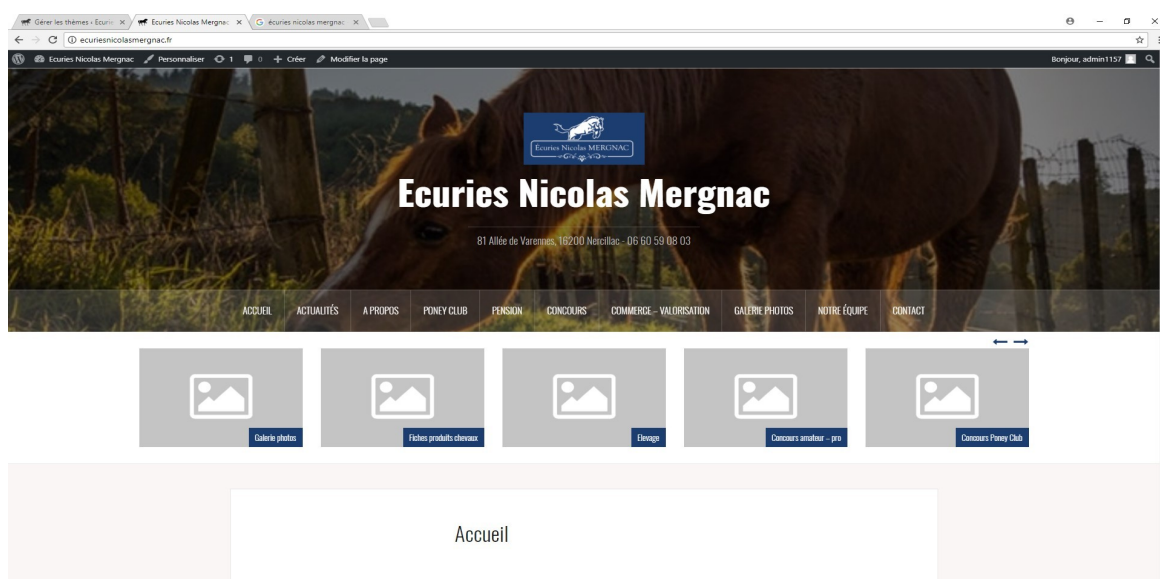 Gérer les thèmes ‹ Ecurie
Ecuries Nicolas Mergnac
écuries nicolas mergnac
ecuriesnicolasmergnac.fr
Ecuries Nicolas Mergnac Personnaliser 1 0 Créer Modifier la page Bonjour, admin1157
Écuries Nicolas MERGNAC
Ecuries Nicolas Mergnac
81 Allée de Varennes, 16200 Nercillac - 06 60 59 08 03
ACCUEIL ACTUALITÉS A PROPOS PONEY CLUB PENSION CONCOURS COMMERCE – VALORISATION GALERIE PHOTOS NOTRE ÉQUIPE CONTACT
Galerie photos Fiches produits chevaux Elevage Concours amateur – pro Concours Poney Club
Accueil